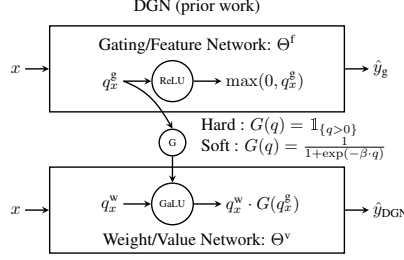 DGN (prior work)
Gating/Feature Network: Θ^f
x q_x^g ReLU max(0, q_x^g) ŷ_g
Hard : G(q) = 𝟙_{q>0}
G Soft : G(q) = 1/(1+exp(−β·q))
x q_x^w GaLU q_x^w · G(q_x^g) ŷ_DGN
Weight/Value Network: Θ^v